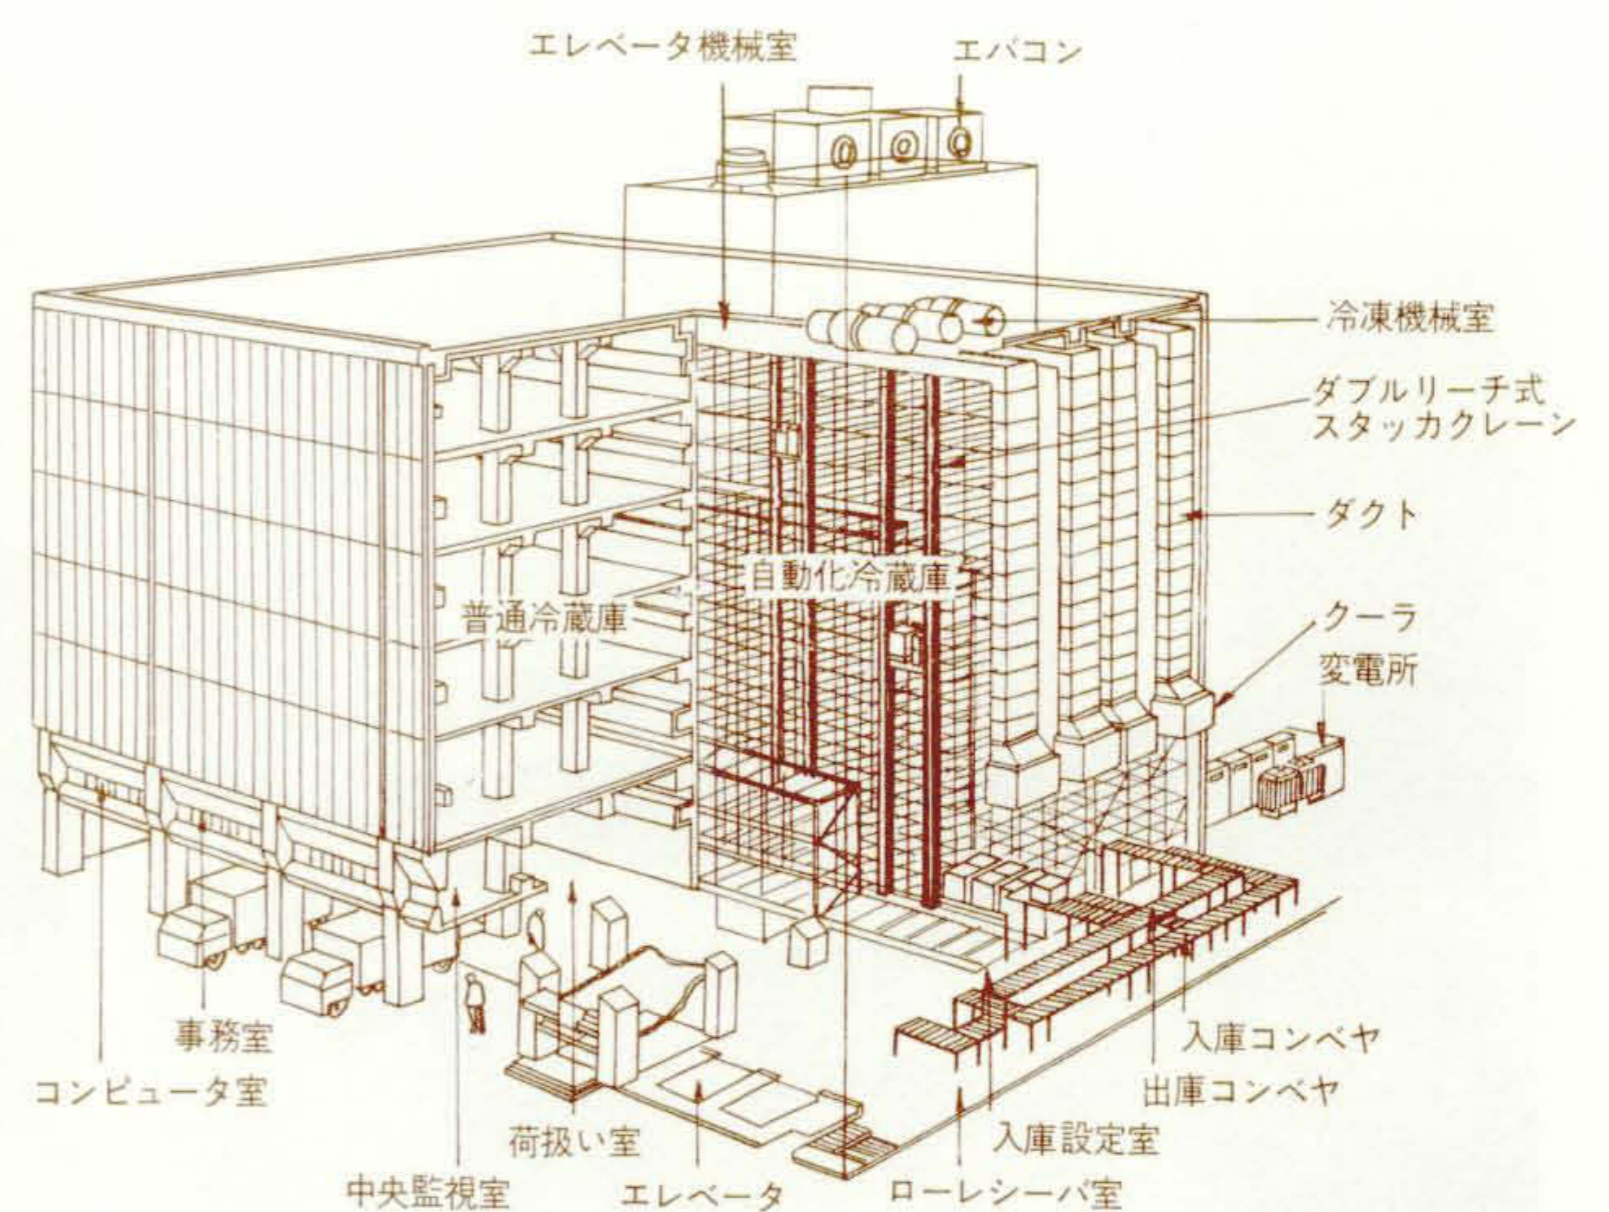 エレベータ機械室
エバコン
冷凍機械室
ダブルリーチ式
スタッカクレーン
ダクト
自動化冷蔵庫
普通冷蔵庫
クーラ
変電所
事務室
コンピュータ室
入庫コンベヤ
出庫コンベヤ
荷扱い室
入庫設定室
中央監視室
エレベータ
ローレシーバ室